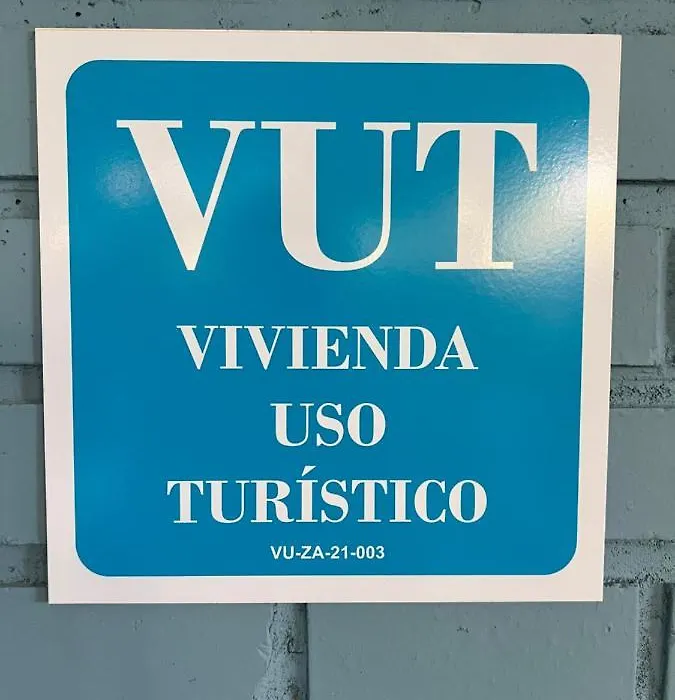 VUT
VIVIENDA
USO
TURÍSTICO
VU-ZA-21-003